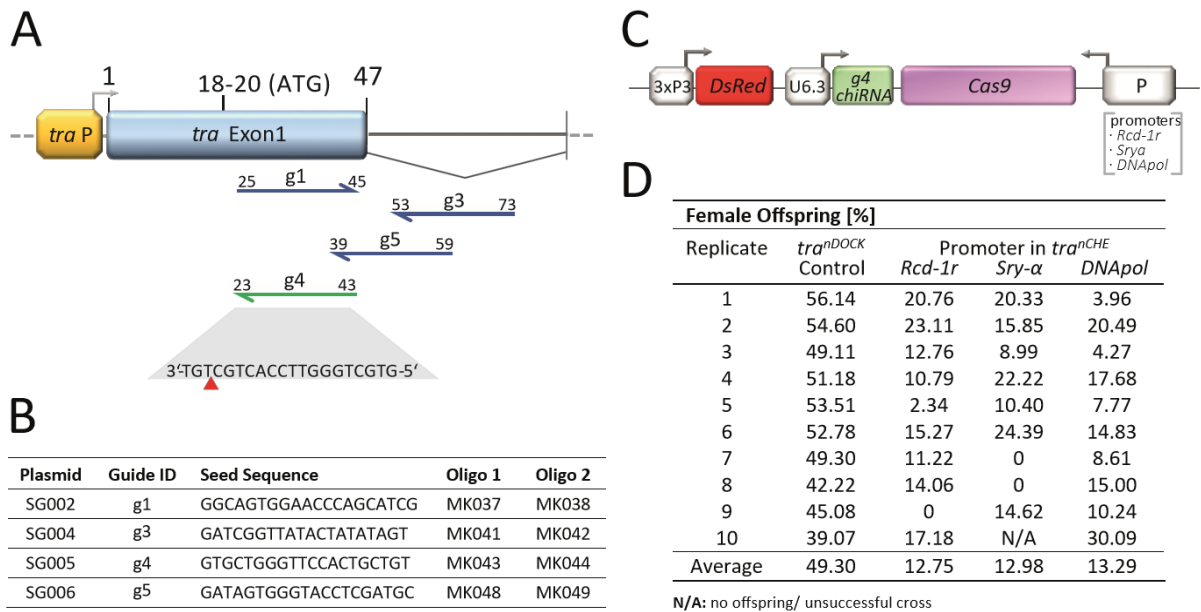 A
1
18-20 (ATG)
47
tra P
tra Exon1
25 g1 45
53 g3 73
39 g5 59
23 g4 43
3‘-TGTCGTCACCTTGGGTCGTG-5‘
B
Plasmid Guide ID Seed Sequence Oligo 1 Oligo 2
SG002 g1 GGCAGTGGAACCCAGCATCG MK037 MK038
SG004 g3 GATCGGTTATACTATATAGT MK041 MK042
SG005 g4 GTGCTGGGTTCCACTGCTGT MK043 MK044
SG006 g5 GATAGTGGGTACCTCGATGC MK048 MK049
C
3xP3 DsRed U6.3 g4 chiRNA Cas9 P
promoters
· Rcd-1r
· Srya
· DNApol
D
Female Offspring [%]
Replicate tra^nDOCK Promoter in tra^nCHE
Control Rcd-1r Sry-α DNApol
1 56.14 20.76 20.33 3.96
2 54.60 23.11 15.85 20.49
3 49.11 12.76 8.99 4.27
4 51.18 10.79 22.22 17.68
5 53.51 2.34 10.40 7.77
6 52.78 15.27 24.39 14.83
7 49.30 11.22 0 8.61
8 42.22 14.06 0 15.00
9 45.08 0 14.62 10.24
10 39.07 17.18 N/A 30.09
Average 49.30 12.75 12.98 13.29
N/A: no offspring/ unsuccessful cross